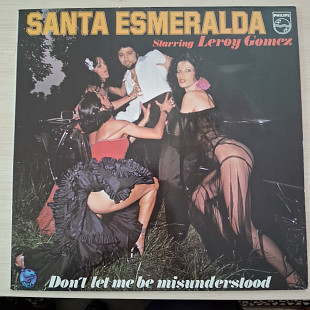 SANTA ESMERALDA
PHILIPS
Starring Leroy Gomez
Don't let me be misunderstood